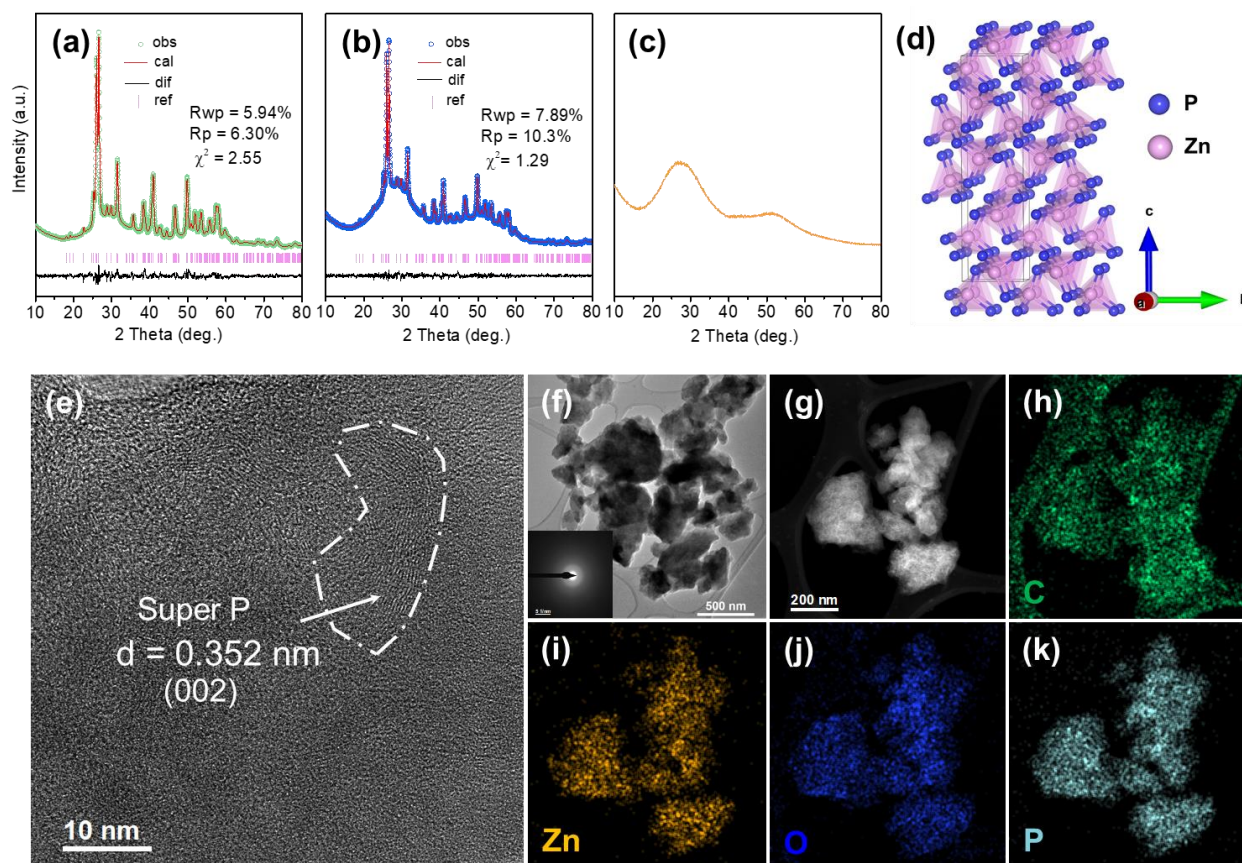 (a)
obs
cal
dif
ref
Rwp = 5.94%
Rp = 6.30%
χ² = 2.55
Intensity (a.u.)
10 20 30 40 50 60 70 80
2 Theta (deg.)
(b)
obs
cal
dif
ref
Rwp = 7.89%
Rp = 10.3%
χ² = 1.29
10 20 30 40 50 60 70 80
2 Theta (deg.)
(c)
10 20 30 40 50 60 70 80
2 Theta (deg.)
(d)
P
Zn
c
a
(e)
Super P
d = 0.352 nm
(002)
10 nm
(f)
500 nm
(g)
200 nm
(h)
C
(i)
Zn
(j)
O
(k)
P